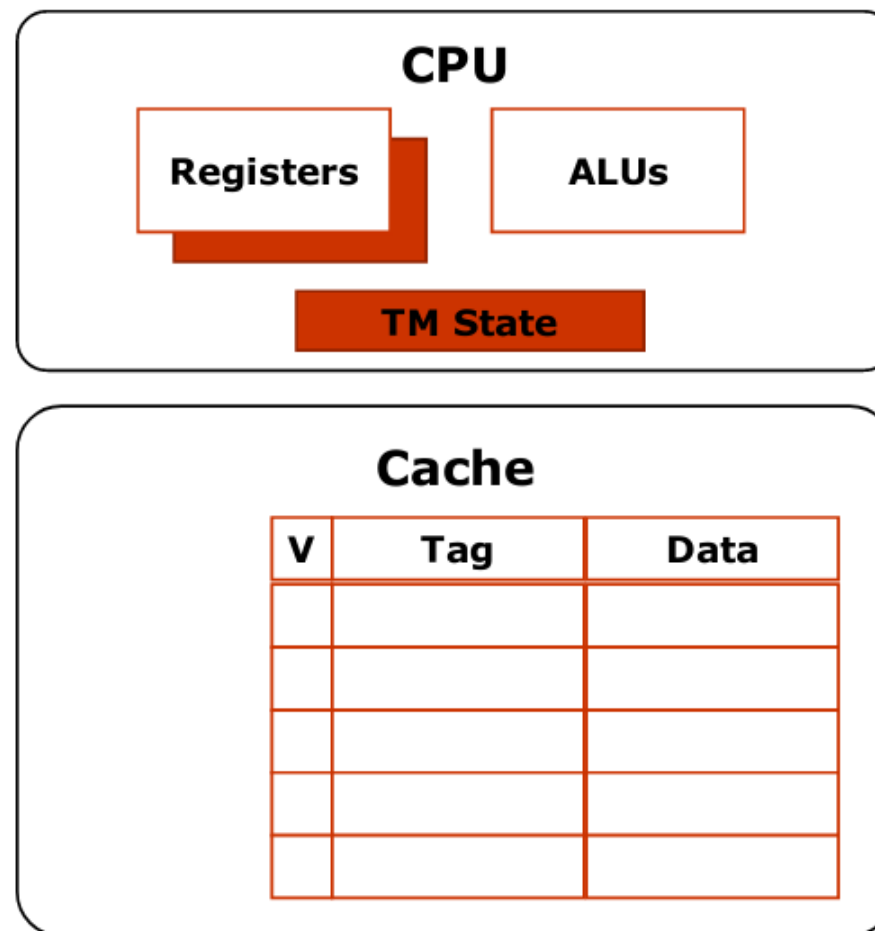 CPU
Registers
ALUs
TM State
Cache
V
Tag
Data